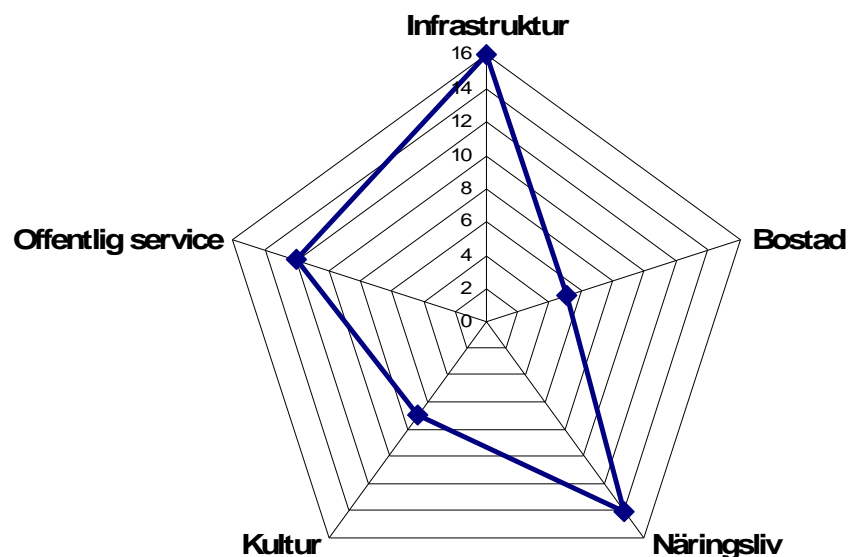 Infrastruktur
16
14
12
10
8
6
4
2
0
Offentlig service
Bostad
Kultur
Näringsliv